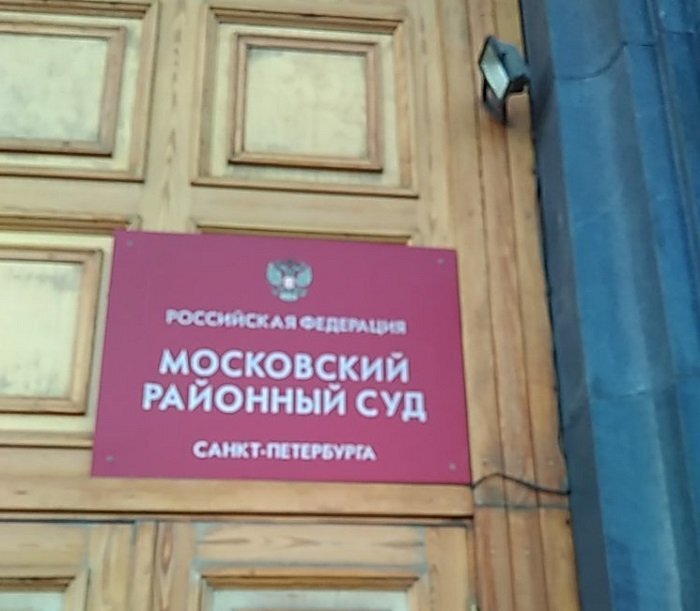 РОССИЙСКАЯ ФЕДЕРАЦИЯ
МОСКОВСКИЙ
РАЙОННЫЙ СУД
САНКТ-ПЕТЕРБУРГА